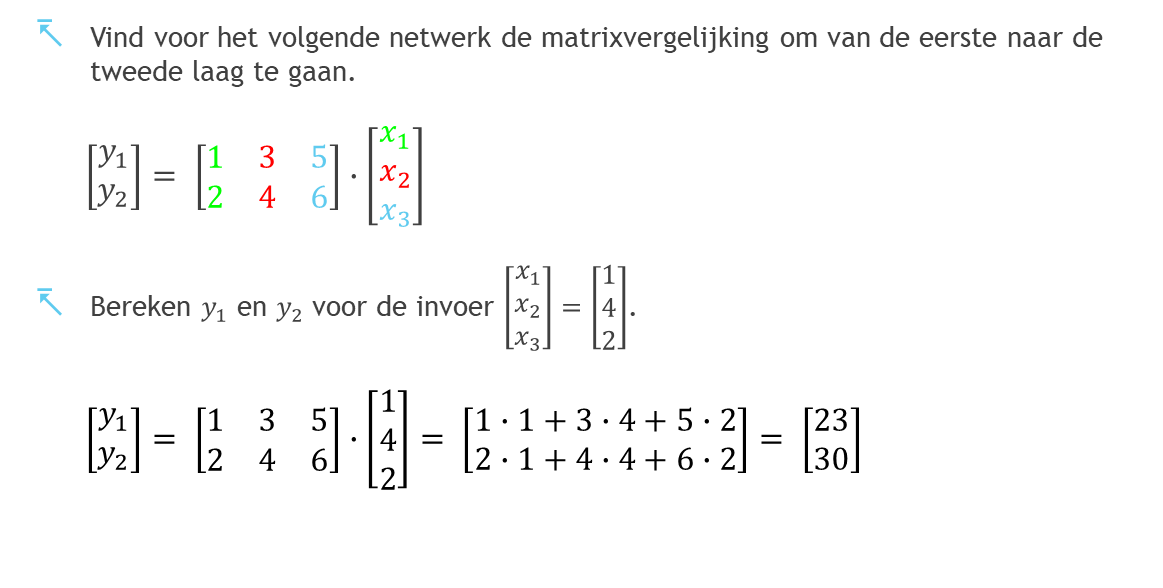 Vind voor het volgende netwerk de matrixvergelijking om van de eerste naar de
tweede laag te gaan.
[y₁; y₂] = [1 3 5; 2 4 6] · [x₁; x₂; x₃]
Bereken y₁ en y₂ voor de invoer [x₁; x₂; x₃] = [1; 4; 2].
[y₁; y₂] = [1 3 5; 2 4 6] · [1; 4; 2] = [1 · 1 + 3 · 4 + 5 · 2; 2 · 1 + 4 · 4 + 6 · 2] = [23; 30]